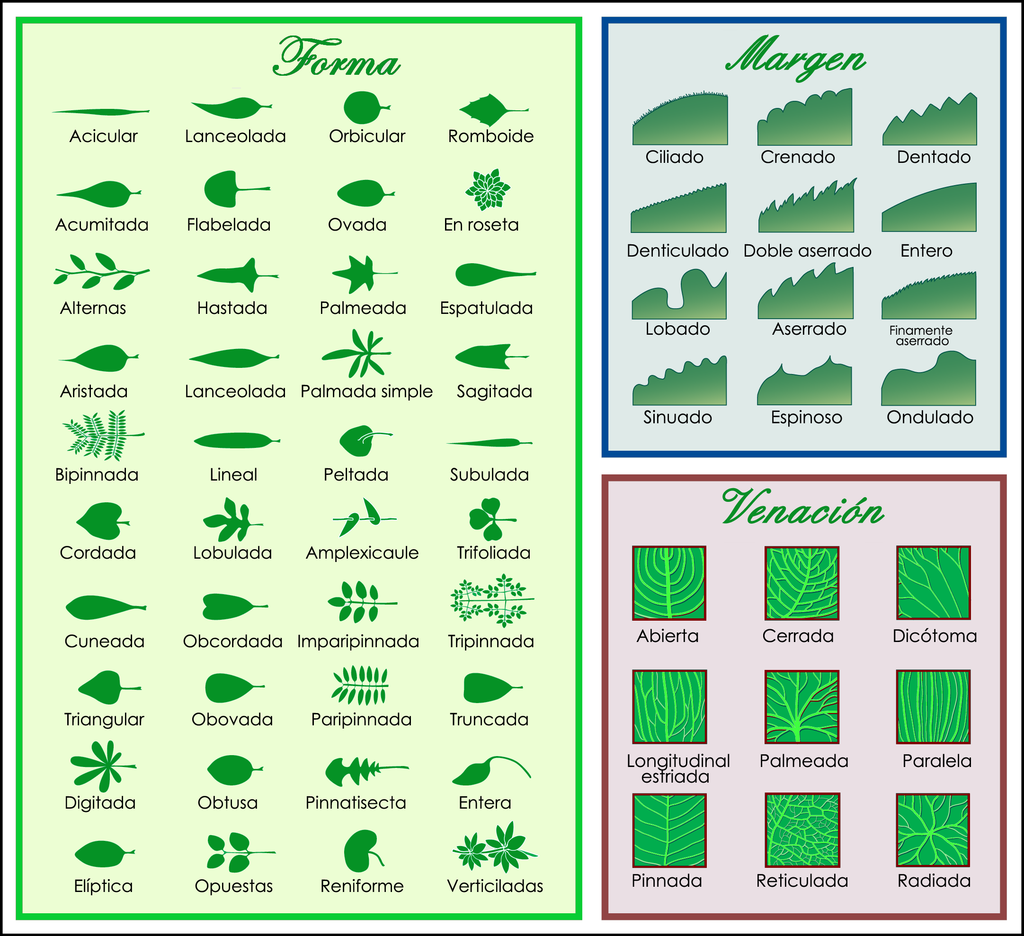 Forma
Acicular
Lanceolada
Orbicular
Romboide
Acumitada
Flabelada
Ovada
En roseta
Alternas
Hastada
Palmeada
Espatulada
Aristada
Lanceolada
Palmada simple
Sagitada
Bipinnada
Lineal
Peltada
Subulada
Cordada
Lobulada
Amplexicaule
Trifoliada
Cuneada
Obcordada
Imparipinnada
Tripinnada
Triangular
Obovada
Paripinnada
Truncada
Digitada
Obtusa
Pinnatisecta
Entera
Elíptica
Opuestas
Reniforme
Verticiladas
Margen
Ciliado
Crenado
Dentado
Denticulado
Doble aserrado
Entero
Lobado
Aserrado
Finamente
aserrado
Sinuado
Espinoso
Ondulado
Venación
Abierta
Cerrada
Dicótoma
Longitudinal
estriada
Palmeada
Paralela
Pinnada
Reticulada
Radiada